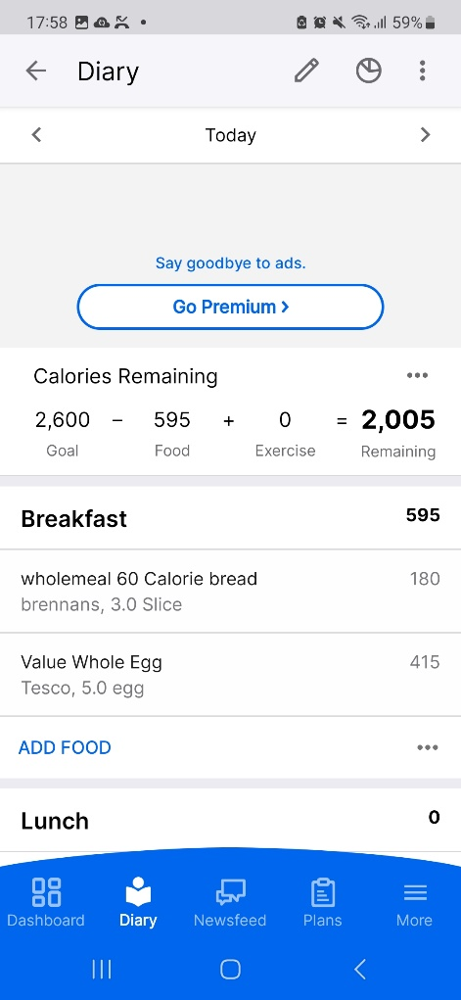 17:58 59%
Diary
Today
Say goodbye to ads.
Go Premium >
Calories Remaining
2,600 - 595 + 0 = 2,005
Goal Food Exercise Remaining
Breakfast 595
wholemeal 60 Calorie bread 180
brennans, 3.0 Slice
Value Whole Egg 415
Tesco, 5.0 egg
ADD FOOD
Lunch 0
Dashboard Diary Newsfeed Plans More